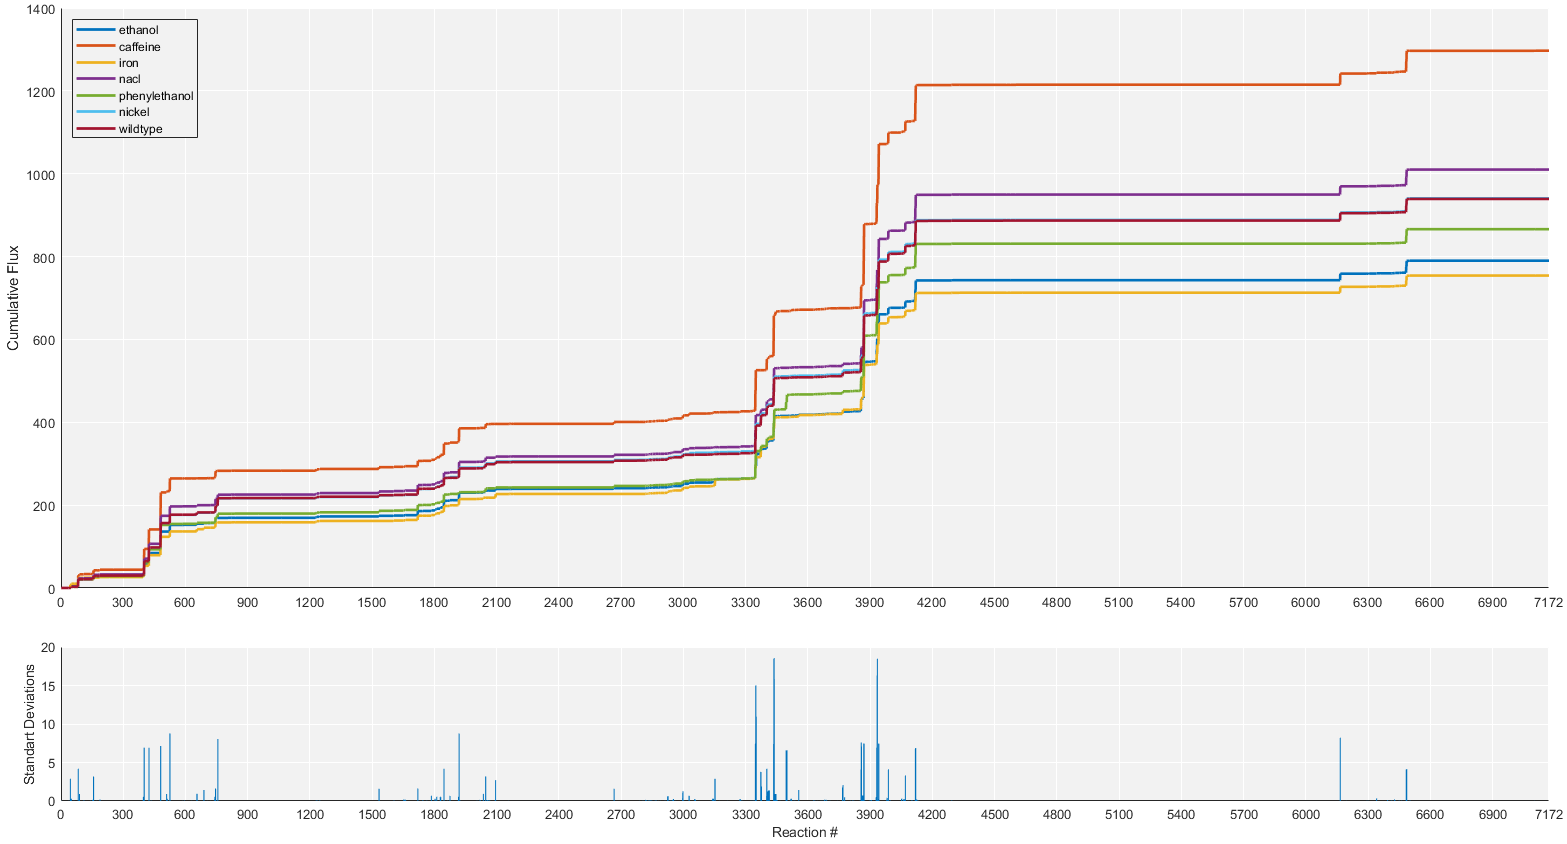 1400
1200
1000
800
600
400
200
0
Cumulative Flux
ethanol
caffeine
iron
nacl
phenylethanol
nickel
wildtype
0 300 600 900 1200 1500 1800 2100 2400 2700 3000 3300 3600 3900 4200 4500 4800 5100 5400 5700 6000 6300 6600 6900 7172
20
15
10
5
0
Standart Deviations
0 300 600 900 1200 1500 1800 2100 2400 2700 3000 3300 3600 3900 4200 4500 4800 5100 5400 5700 6000 6300 6600 6900 7172
Reaction #